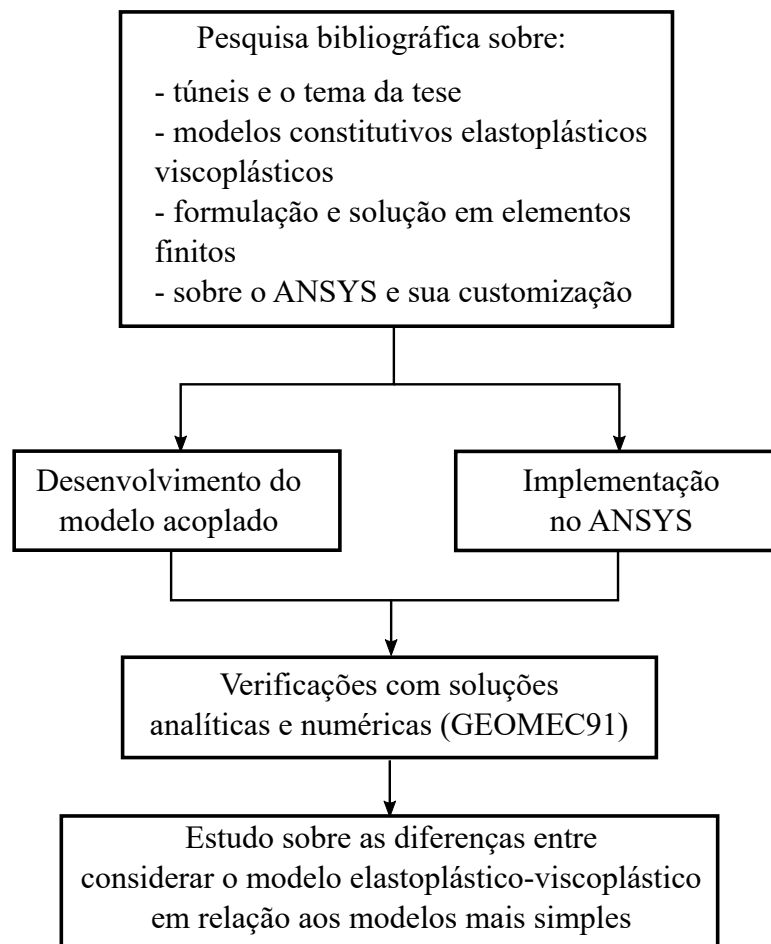 Pesquisa bibliográfica sobre:
- túneis e o tema da tese
- modelos constitutivos elastoplásticos
viscoplásticos
- formulação e solução em elementos
finitos
- sobre o ANSYS e sua customização
Desenvolvimento do
modelo acoplado
Implementação
no ANSYS
Verificações com soluções
analíticas e numéricas (GEOMEC91)
Estudo sobre as diferenças entre
considerar o modelo elastoplástico-viscoplástico
em relação aos modelos mais simples